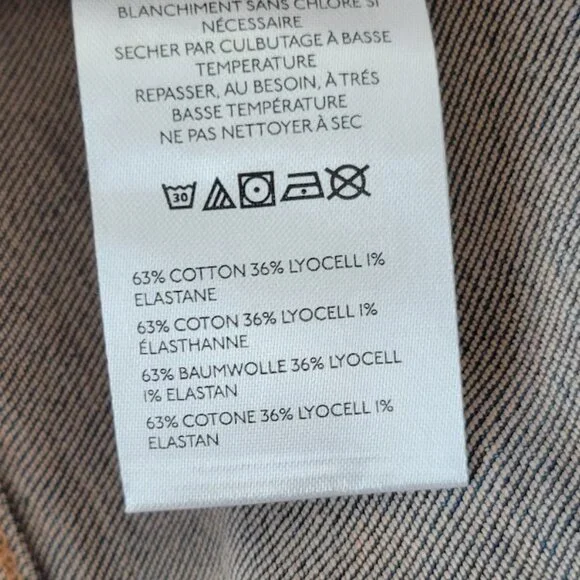 BLANCHIMENT SANS CHLORE SI
NÉCESSAIRE
SECHER PAR CULBUTAGE À BASSE
TEMPERATURE
REPASSER, AU BESOIN, À TRÉS
BASSE TEMPÉRATURE
NE PAS NETTOYER À SEC
30
63% COTTON 36% LYOCELL 1%
ELASTANE
63% COTON 36% LYOCELL 1%
ÉLASTHANNE
63% BAUMWOLLE 36% LYOCELL
1% ELASTAN
63% COTONE 36% LYOCELL 1%
ELASTAN